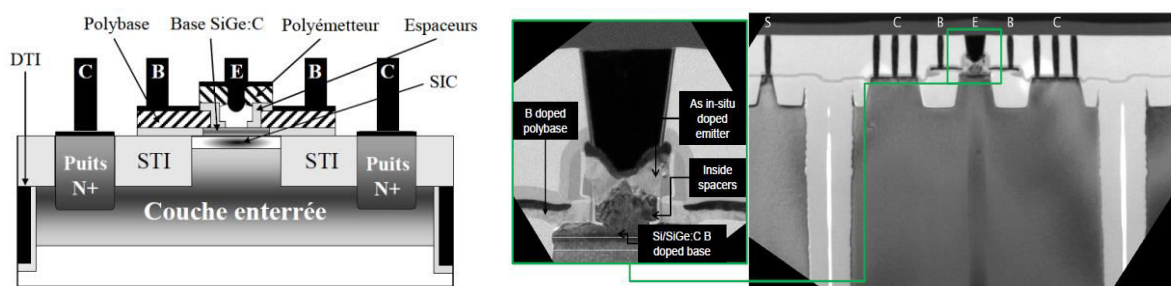 Polybase
Base SiGe:C
Polyémetteur
Espaceurs
DTI
SIC
C
B
E
B
C
Puits
N+
STI
STI
Puits
N+
Couche enterrée
B doped
polybase
As in-situ
doped
emitter
Inside
spacers
Si/SiGe:C B
doped base
S
C
B
E
B
C